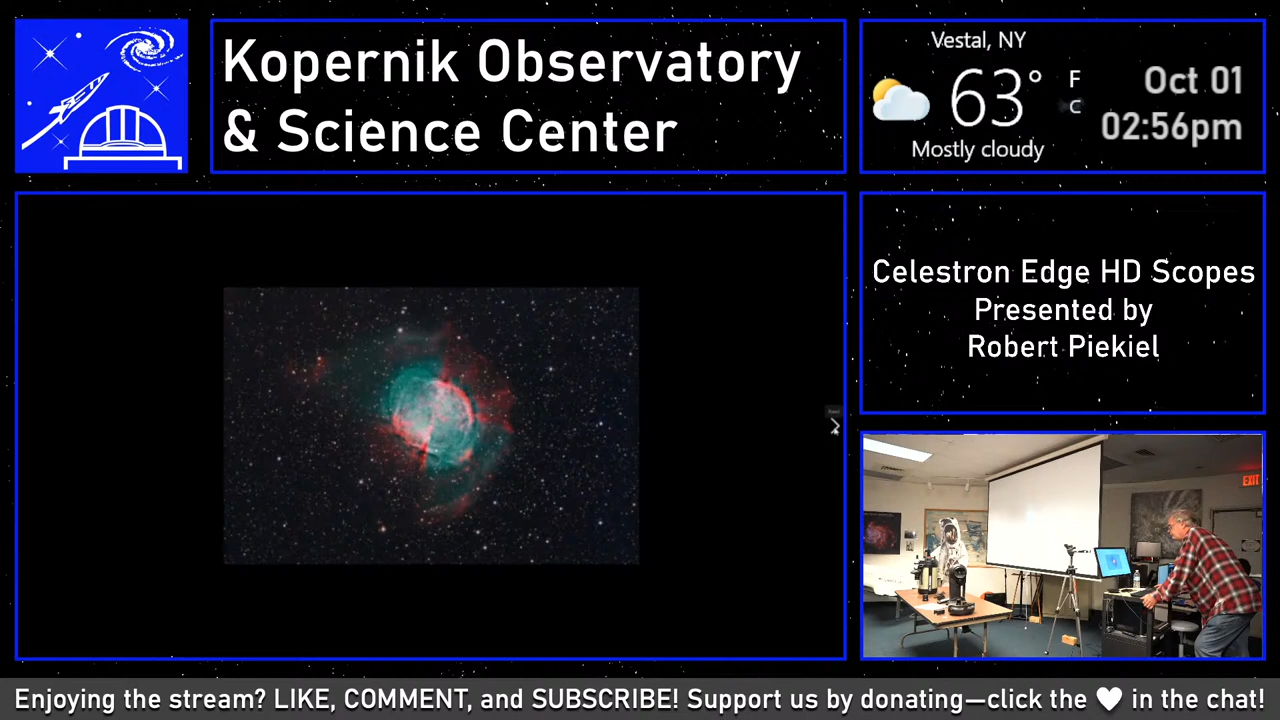 Kopernik Observatory
& Science Center
Vestal, NY
63° F
C
Mostly cloudy
Oct 01
02:56pm
Celestron Edge HD Scopes
Presented by
Robert Piekiel
EXIT
Enjoying the stream? LIKE, COMMENT, and SUBSCRIBE! Support us by donating—click the ♥ in the chat!